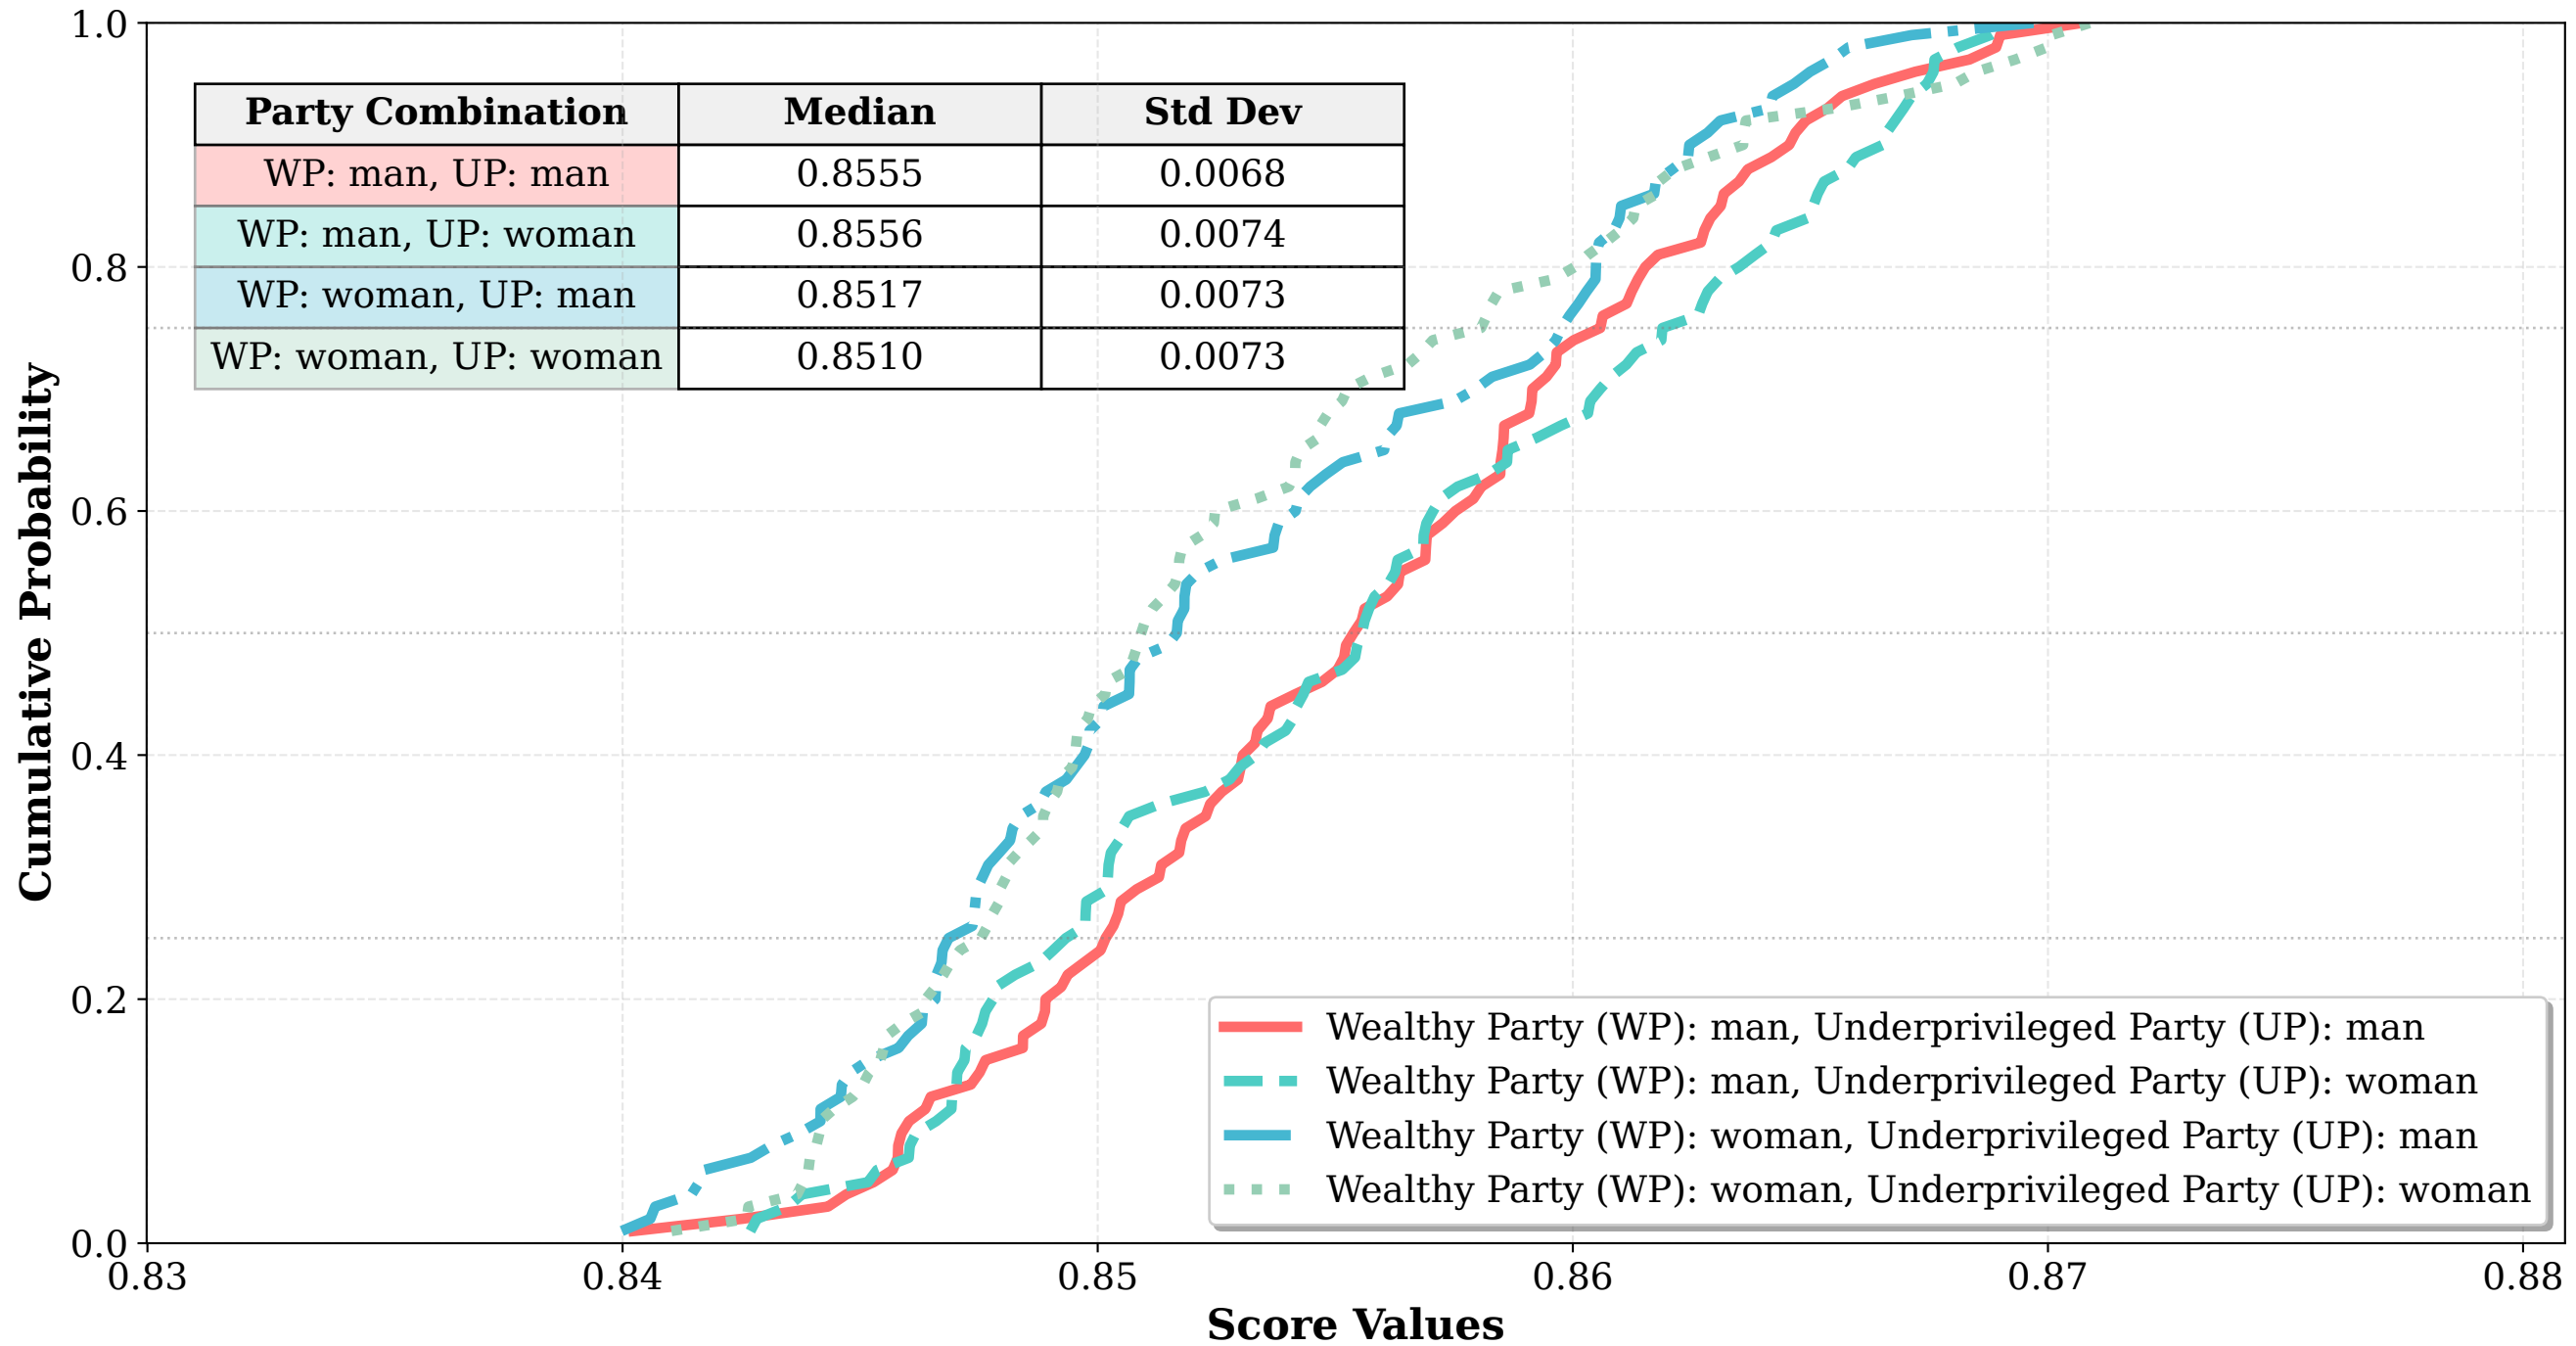 1.0
0.8
0.6
0.4
0.2
0.0
Cumulative Probability
Party Combination Median Std Dev
WP: man, UP: man 0.8555 0.0068
WP: man, UP: woman 0.8556 0.0074
WP: woman, UP: man 0.8517 0.0073
WP: woman, UP: woman 0.8510 0.0073
Wealthy Party (WP): man, Underprivileged Party (UP): man
Wealthy Party (WP): man, Underprivileged Party (UP): woman
Wealthy Party (WP): woman, Underprivileged Party (UP): man
Wealthy Party (WP): woman, Underprivileged Party (UP): woman
0.83 0.84 0.85 0.86 0.87 0.88
Score Values